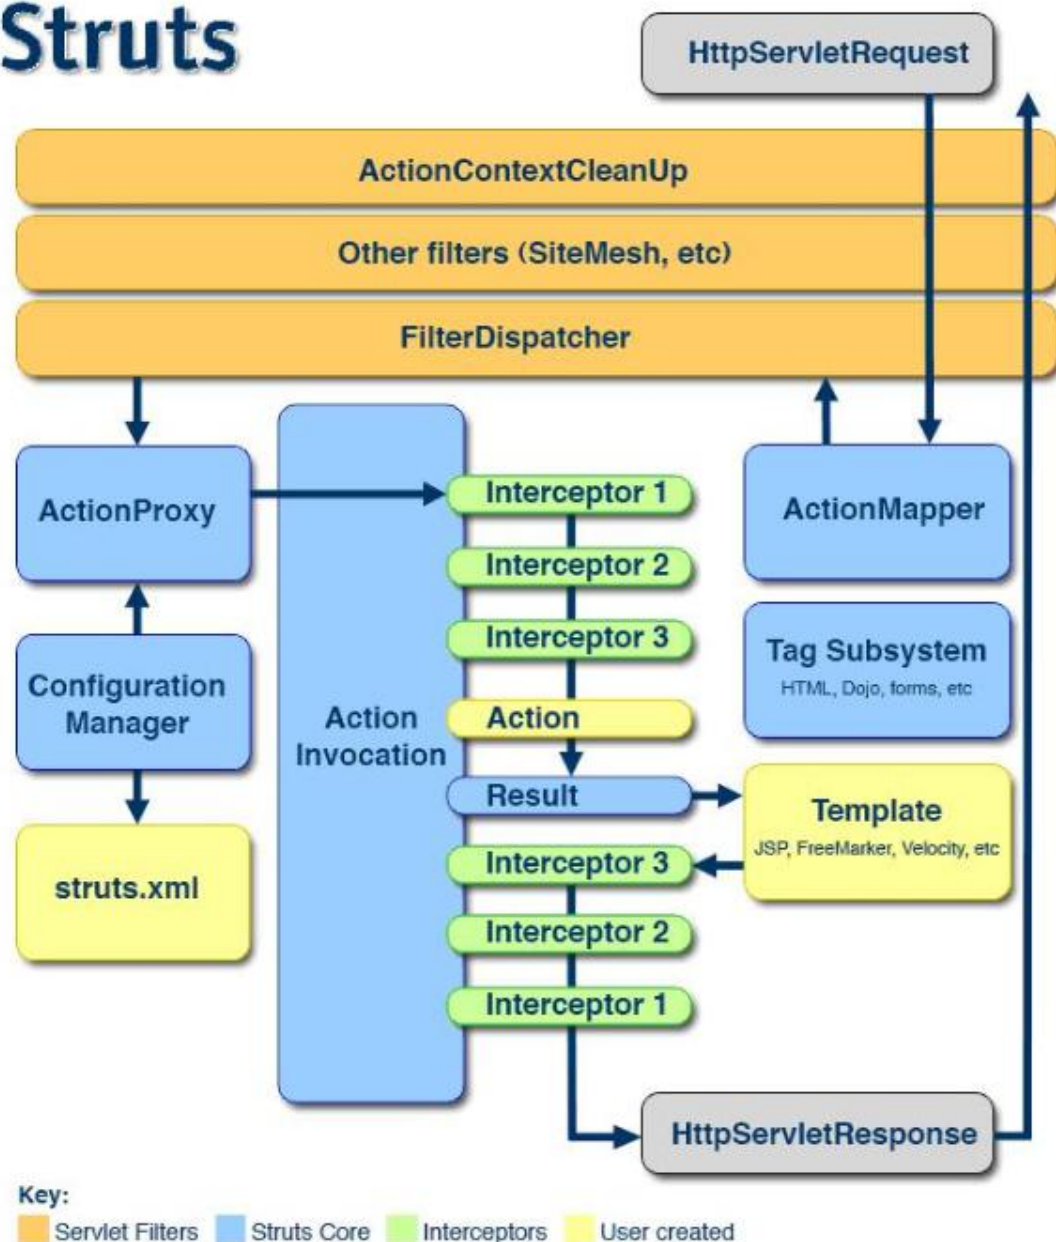 Struts
HttpServletRequest
ActionContextCleanUp
Other filters (SiteMesh, etc)
FilterDispatcher
ActionProxy
Interceptor 1
ActionMapper
Interceptor 2
Interceptor 3
Tag Subsystem
HTML, Dojo, forms, etc
Configuration
Manager
Action
Invocation
Action
Result
Template
JSP, FreeMarker, Velocity, etc
struts.xml
Interceptor 3
Interceptor 2
Interceptor 1
HttpServletResponse
Key:
Servlet Filters
Struts Core
Interceptors
User created